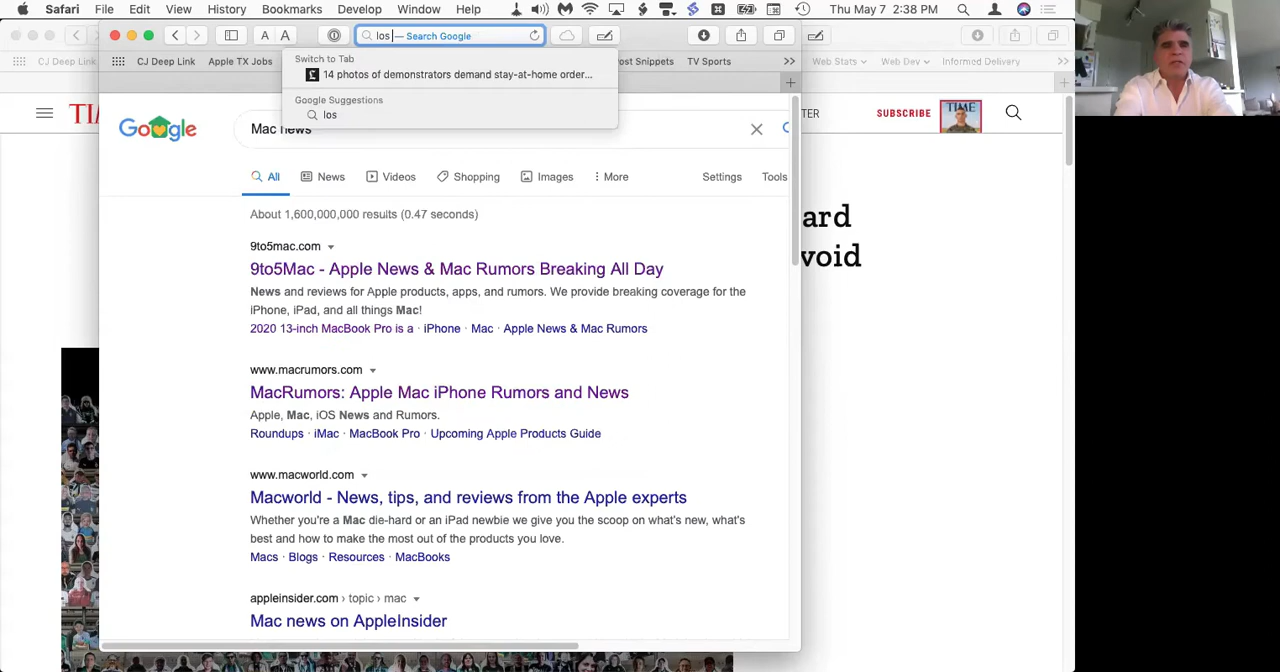 Safari File Edit View History Bookmarks Develop Window Help Thu May 7 2:38 PM
los — Search Google
CJ Deep Link CJ Deep Link Apple TX Jobs ost Snippets TV Sports Web Stats Web Dev Informed Delivery
Switch to Tab
14 photos of demonstrators demand stay-at-home order...
Google Suggestions
los
TI TER SUBSCRIBE TIME
Google Mac news
All News Videos Shopping Images More Settings Tools
About 1,600,000,000 results (0.47 seconds)
ard
void
9to5mac.com
9to5Mac - Apple News & Mac Rumors Breaking All Day
News and reviews for Apple products, apps, and rumors. We provide breaking coverage for the
iPhone, iPad, and all things Mac!
2020 13-inch MacBook Pro is a · iPhone · Mac · Apple News & Mac Rumors
www.macrumors.com
MacRumors: Apple Mac iPhone Rumors and News
Apple, Mac, iOS News and Rumors.
Roundups · iMac · MacBook Pro · Upcoming Apple Products Guide
www.macworld.com
Macworld - News, tips, and reviews from the Apple experts
Whether you're a Mac die-hard or an iPad newbie we give you the scoop on what's new, what's
best and how to make the most out of the products you love.
Macs · Blogs · Resources · MacBooks
appleinsider.com › topic › mac
Mac news on AppleInsider